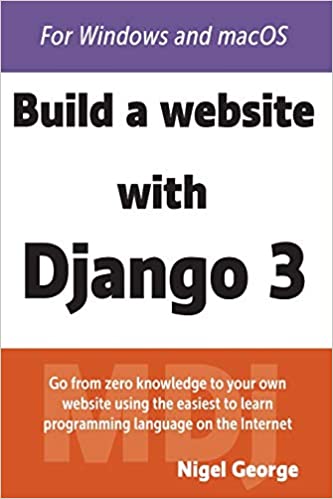 For Windows and macOS
Build a website
with
Django 3
MDJ
Go from zero knowledge to your own
website using the easiest to learn
programming language on the Internet
Nigel George